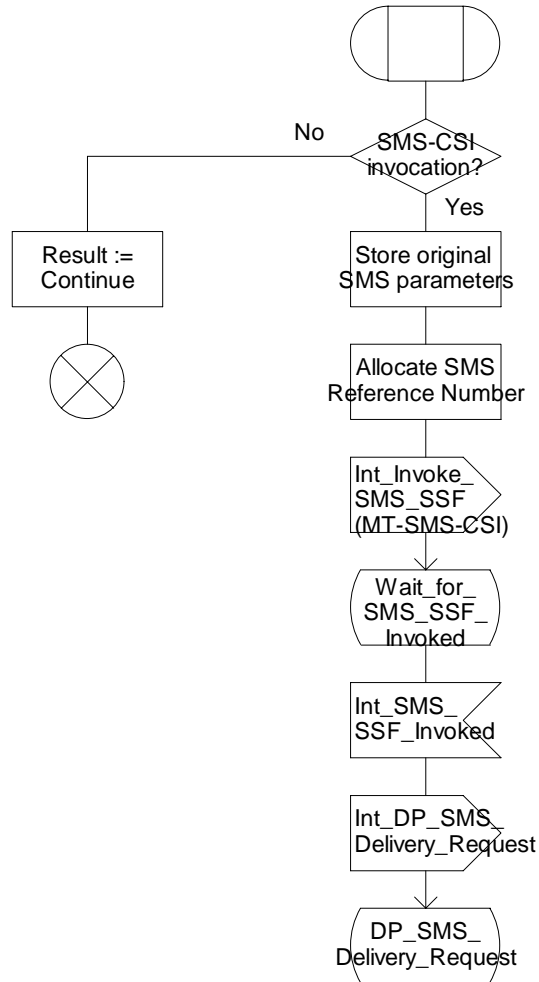 SMS-CSI
invocation?
No
Yes
Result :=
Continue
Store original
SMS parameters
Allocate SMS
Reference Number
Int_Invoke_
SMS_SSF
(MT-SMS-CSI)
Wait_for_
SMS_SSF_
Invoked
Int_SMS_
SSF_Invoked
Int_DP_SMS_
Delivery_Request
DP_SMS_
Delivery_Request